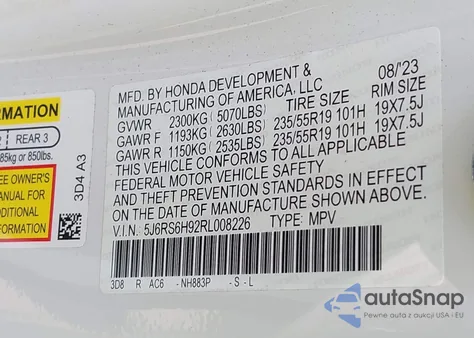 MFD. BY HONDA DEVELOPMENT & 08/'23
MANUFACTURING OF AMERICA, LLC
GVWR 2300KG (5070LBS) TIRE SIZE RIM SIZE
GAWR F 1193KG (2630LBS) 235/55R19 101H 19X7.5J
GAWR R 1150KG (2535LBS) 235/55R19 101H 19X7.5J
THIS VEHICLE CONFORMS TO ALL APPLICABLE
FEDERAL MOTOR VEHICLE SAFETY
AND THEFT PREVENTION STANDARDS IN EFFECT
ON THE DATE OF MANUFACTURE SHOWN ABOVE.
V.I.N. 5J6RS6H92RL008226 TYPE: MPV
3D8 R AC6 -NH883P -S-L
3D4 A3
REAR 3
85kg or 850lbs.
OWNER'S
MANUAL FOR
ADDITIONAL
autoSnap
Pewne auta z aukcji USA i EU